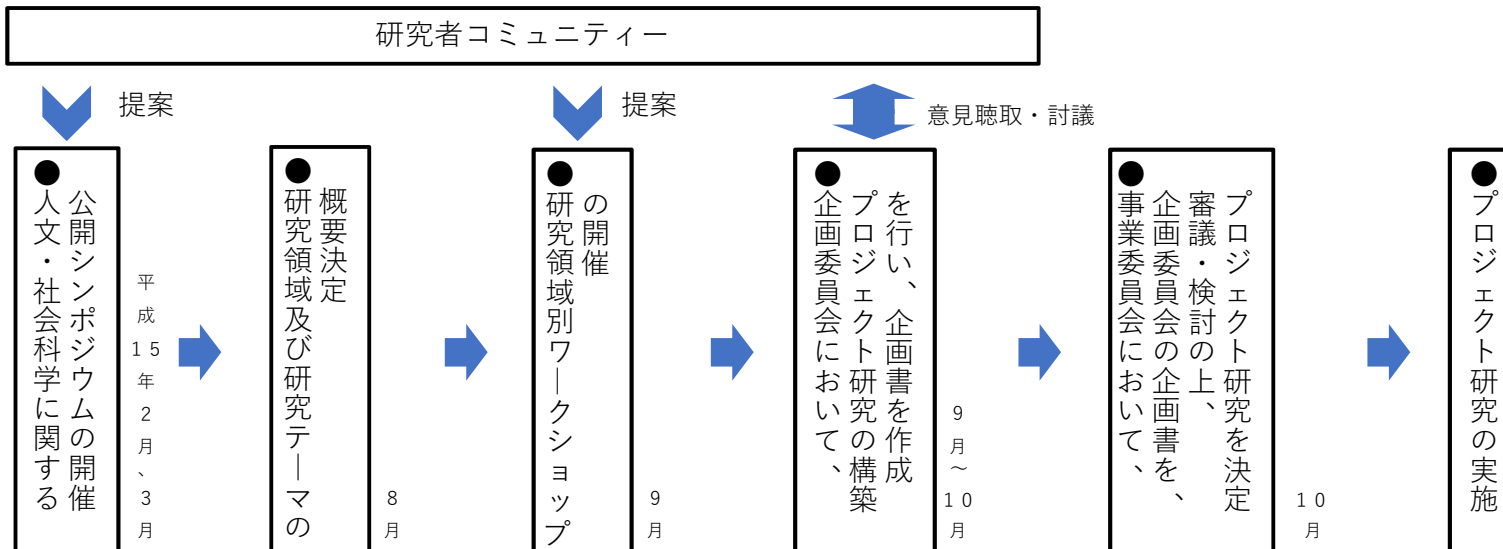 研究者コミュニティー
提案
提案
意見聴取・討議
●人文・社会科学に関する
公開シンポジウムの開催
平成15年2月、3月
●研究領域及び研究テーマの
概要決定
8月
●研究領域別ワークショップ
の開催
9月
●企画委員会において、
プロジェクト研究の構築
を行い、企画書を作成
9月～10月
●事業委員会において、
企画委員会の企画書を、
審議・検討の上、
プロジェクト研究を決定
10月
●プロジェクト研究の実施